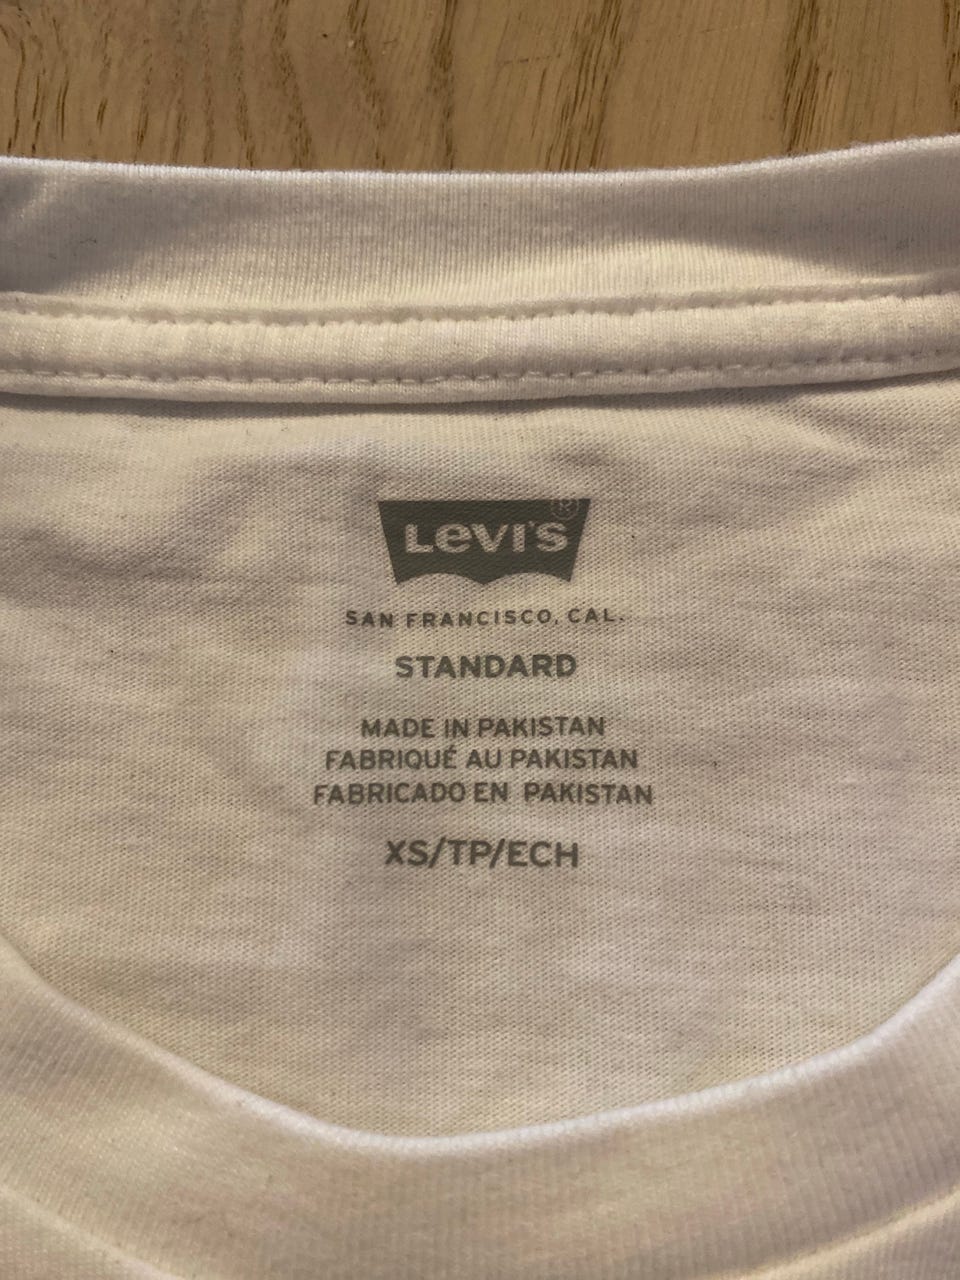 Levi's®
SAN FRANCISCO, CAL.
STANDARD
MADE IN PAKISTAN
FABRIQUÉ AU PAKISTAN
FABRICADO EN PAKISTAN
XS/TP/ECH